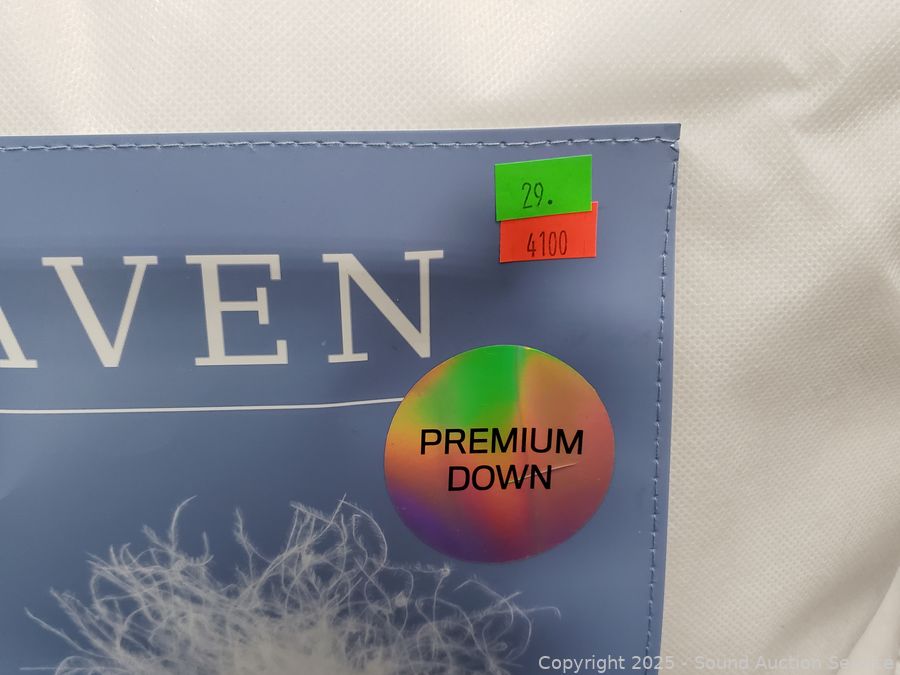 29.
4100
AVEN
PREMIUM
DOWN
Copyright 2025 - Sound Auction Service